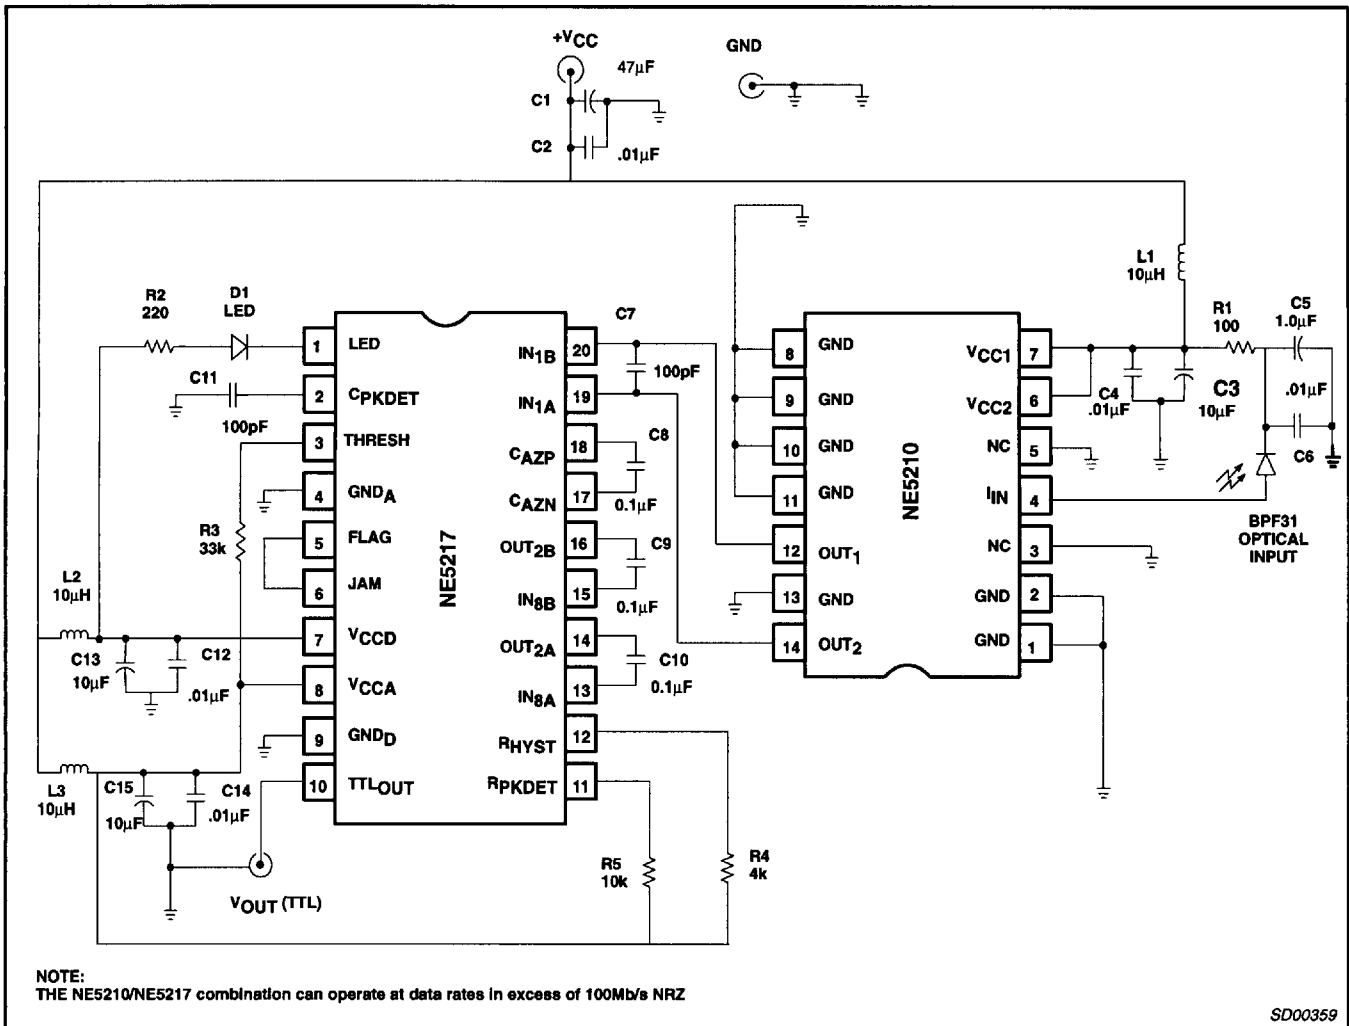 +VCC
GND
47µF
C1
C2
.01µF
L1
10µH
R2
220
D1
LED
C7
R1
100
C5
1.0µF
1
LED
IN1B
20
8
GND
VCC1
7
C11
100pF
2
CPKDET
IN1A
19
100pF
9
GND
VCC2
6
C4
.01µF
C3
10µF
.01µF
C6
3
THRESH
CAZP
18
C8
10
GND
NC
5
4
GNDA
CAZN
17
0.1µF
11
GND
NE5210
IIN
4
R3
33k
5
FLAG
NE5217
OUT2B
16
C9
12
OUT1
NC
3
BPF31
OPTICAL
INPUT
L2
10µH
6
JAM
IN8B
15
0.1µF
13
GND
GND
2
7
VCCD
OUT2A
14
C10
0.1µF
14
OUT2
GND
1
C13
10µF
C12
.01µF
8
VCCA
IN8A
13
9
GNDD
RHYST
12
L3
10µH
C15
10µF
C14
.01µF
10
TTLOUT
RPKDET
11
R5
10k
R4
4k
VOUT (TTL)
NOTE:
THE NE5210/NE5217 combination can operate at data rates in excess of 100Mb/s NRZ
SD00359